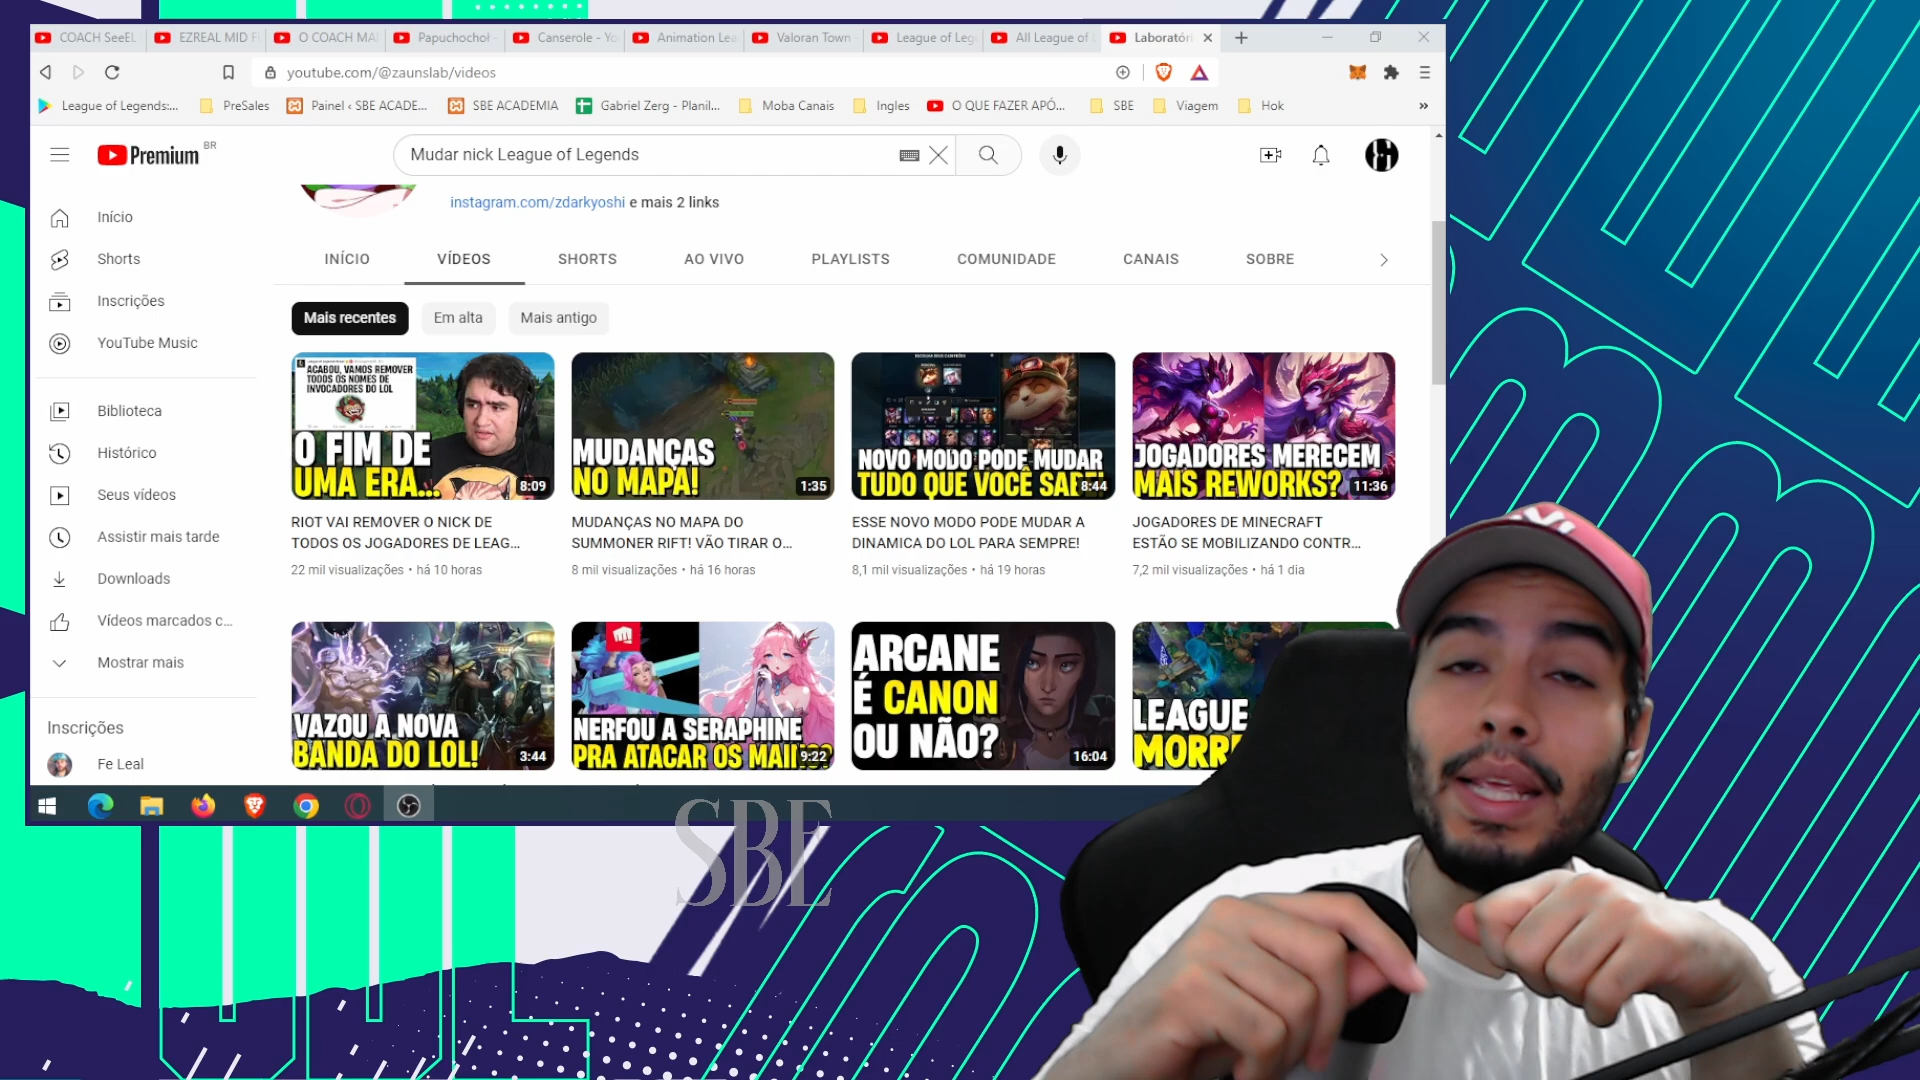 COACH SeeEL
EZREAL MID F
O COACH MA
Papuchochoł
Canserole - Yo
Animation Lea
Valoran Town -
League of Leg
All League of L
Laboratóri
youtube.com/@zaunslab/videos
League of Legends:...
PreSales
Painel ‹ SBE ACADE...
SBE ACADEMIA
Gabriel Zerg - Planil...
Moba Canais
Ingles
O QUE FAZER APÓ...
SBE
Viagem
Hok
»
Premium BR
Mudar nick League of Legends
instagram.com/zdarkyoshi e mais 2 links
Início
Shorts
Inscrições
YouTube Music
Biblioteca
Histórico
Seus vídeos
Assistir mais tarde
Downloads
Vídeos marcados c...
Mostrar mais
Inscrições
Fe Leal
INÍCIO
VÍDEOS
SHORTS
AO VIVO
PLAYLISTS
COMUNIDADE
CANAIS
SOBRE
Mais recentes
Em alta
Mais antigo
ACABOU, VAMOS REMOVER
TODOS OS NOMES DE
INVOCADORES DO LOL
O FIM DE
UMA ERA...
8:09
MUDANÇAS
NO MAPA!
1:35
NOVO MODO PODE MUDAR
TUDO QUE VOCÊ SABE!
8:44
JOGADORES MERECEM
MAIS REWORKS?
11:36
RIOT VAI REMOVER O NICK DE
TODOS OS JOGADORES DE LEAG...
22 mil visualizações • há 10 horas
MUDANÇAS NO MAPA DO
SUMMONER RIFT! VÃO TIRAR O...
8 mil visualizações • há 16 horas
ESSE NOVO MODO PODE MUDAR A
DINAMICA DO LOL PARA SEMPRE!
8,1 mil visualizações • há 19 horas
JOGADORES DE MINECRAFT
ESTÃO SE MOBILIZANDO CONTR...
7,2 mil visualizações • há 1 dia
VAZOU A NOVA
BANDA DO LOL!
3:44
NERFOU A SERAPHINE
PRA ATACAR OS MAINS?
9:22
ARCANE
É CANON
OU NÃO?
16:04
LEAGUE
MORR
SBE